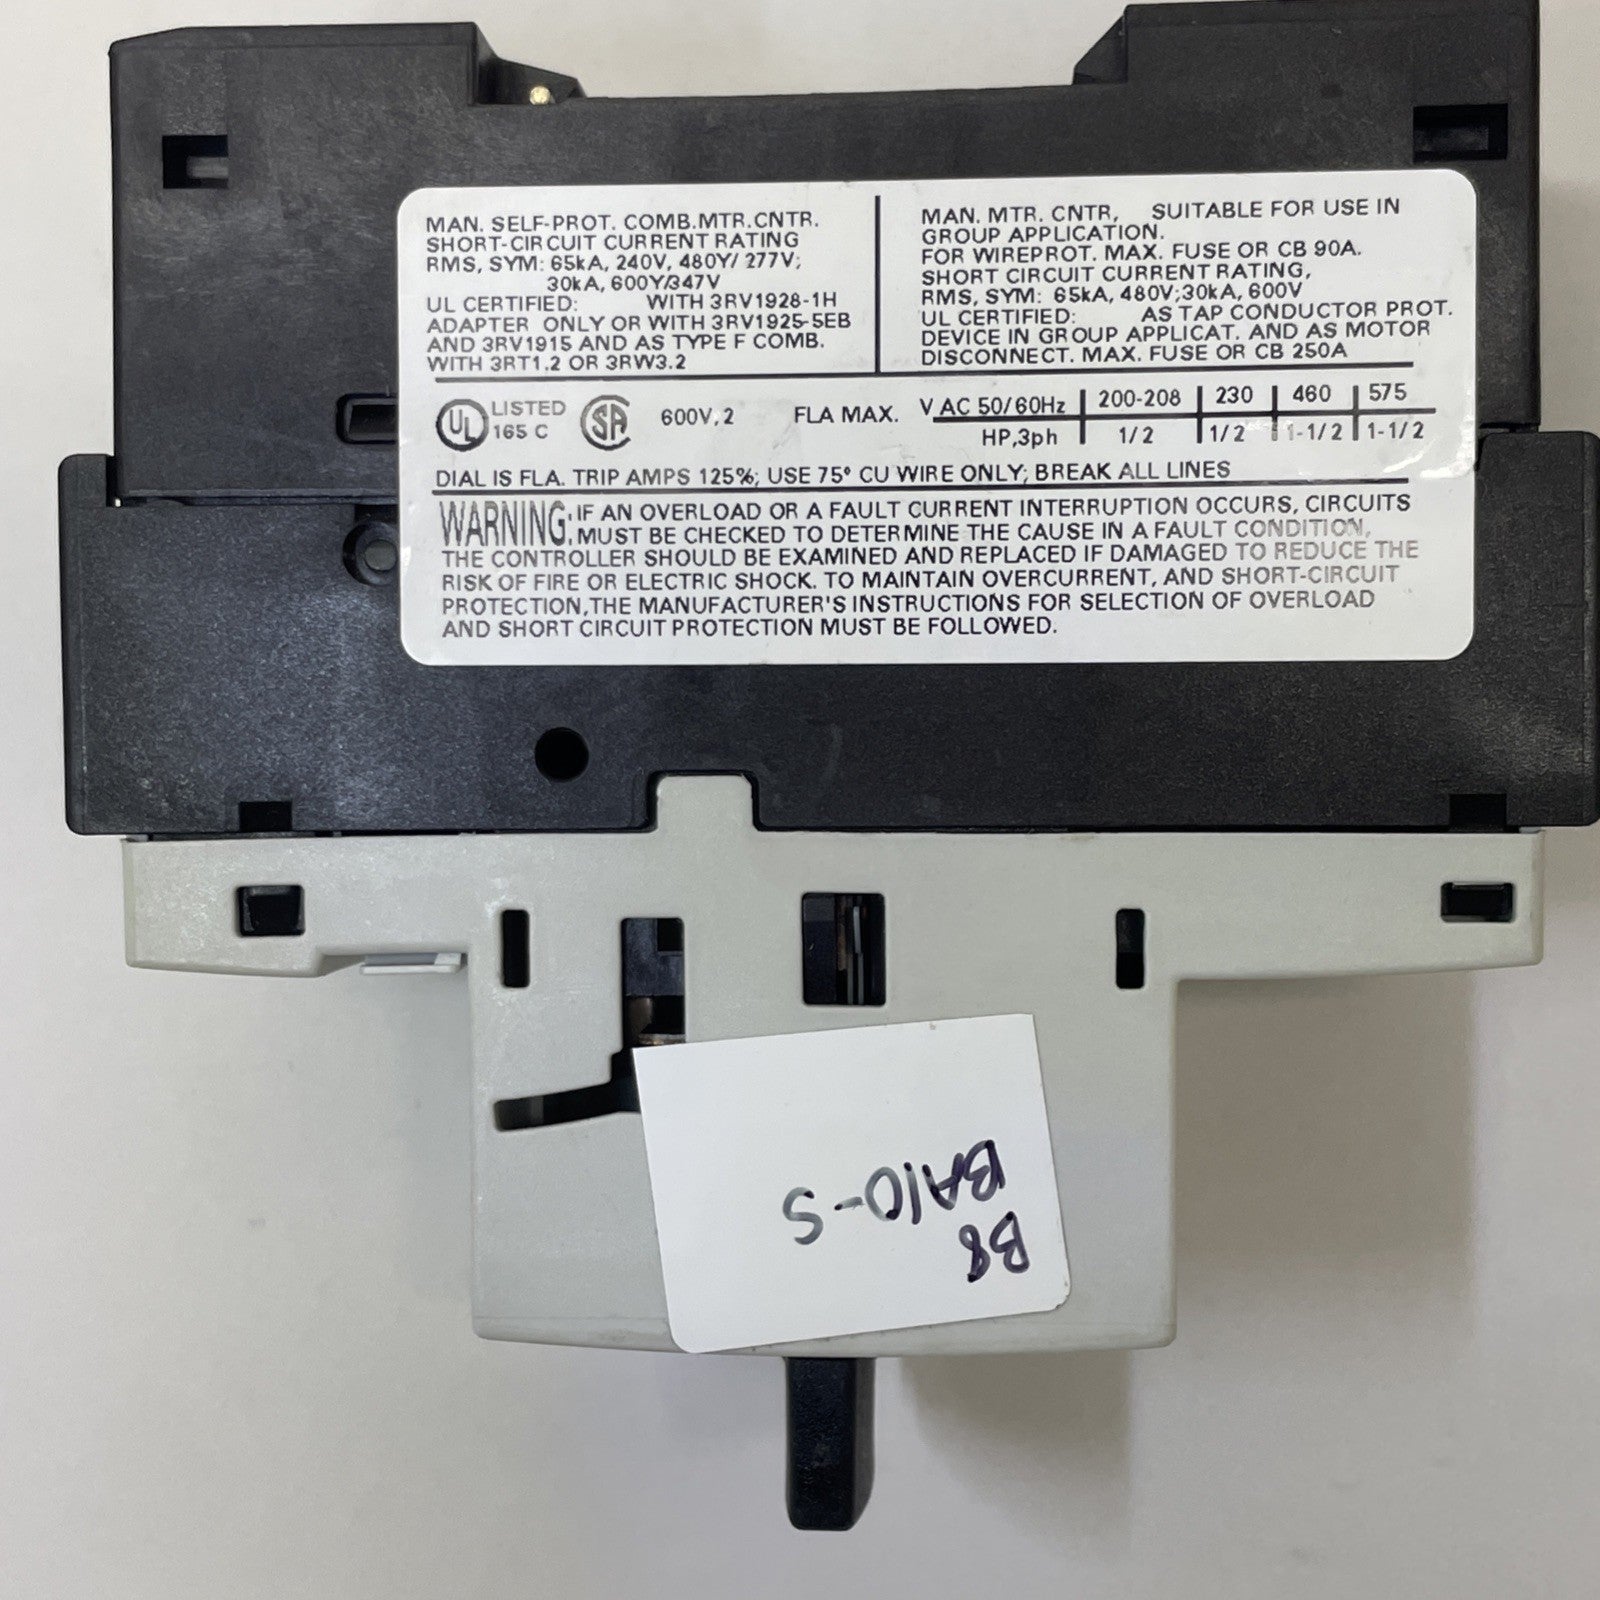 MAN. SELF-PROT. COMB.MTR.CNTR.
SHORT-CIRCUIT CURRENT RATING
RMS, SYM: 65kA, 240V, 480Y/ 277V;
30kA, 600Y/347V
UL CERTIFIED: WITH 3RV1928-1H
ADAPTER ONLY OR WITH 3RV1925-5EB
AND 3RV1915 AND AS TYPE F COMB.
WITH 3RT1.2 OR 3RW3.2
MAN. MTR. CNTR, SUITABLE FOR USE IN
GROUP APPLICATION.
FOR WIREPROT. MAX. FUSE OR CB 90A.
SHORT CIRCUIT CURRENT RATING,
RMS, SYM: 65kA, 480V;30kA, 600V
UL CERTIFIED: AS TAP CONDUCTOR PROT.
DEVICE IN GROUP APPLICAT. AND AS MOTOR
DISCONNECT. MAX. FUSE OR CB 250A
UL LISTED
165 C
SA
600V, 2 FLA MAX.
V AC 50/60Hz 200-208 230 460 575
HP,3ph 1/2 1/2 1-1/2 1-1/2
DIAL IS FLA. TRIP AMPS 125%; USE 75° CU WIRE ONLY; BREAK ALL LINES
WARNING: IF AN OVERLOAD OR A FAULT CURRENT INTERRUPTION OCCURS, CIRCUITS
MUST BE CHECKED TO DETERMINE THE CAUSE IN A FAULT CONDITION,
THE CONTROLLER SHOULD BE EXAMINED AND REPLACED IF DAMAGED TO REDUCE THE
RISK OF FIRE OR ELECTRIC SHOCK. TO MAINTAIN OVERCURRENT, AND SHORT-CIRCUIT
PROTECTION,THE MANUFACTURER'S INSTRUCTIONS FOR SELECTION OF OVERLOAD
AND SHORT CIRCUIT PROTECTION MUST BE FOLLOWED.
B8
BA10-S